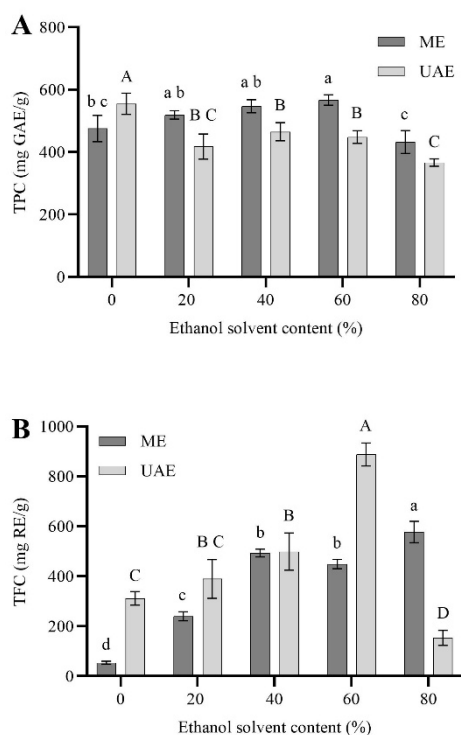 A
800
600
400
200
0
TPC (mg GAE/g)
ME
UAE
b c
A
a b
B C
a b
B
a
B
c
C
0 20 40 60 80
Ethanol solvent content (%)
B
1000
800
600
400
200
0
TFC (mg RE/g)
ME
UAE
d
C
c
B C
b
B
b
A
a
D
0 20 40 60 80
Ethanol solvent content (%)